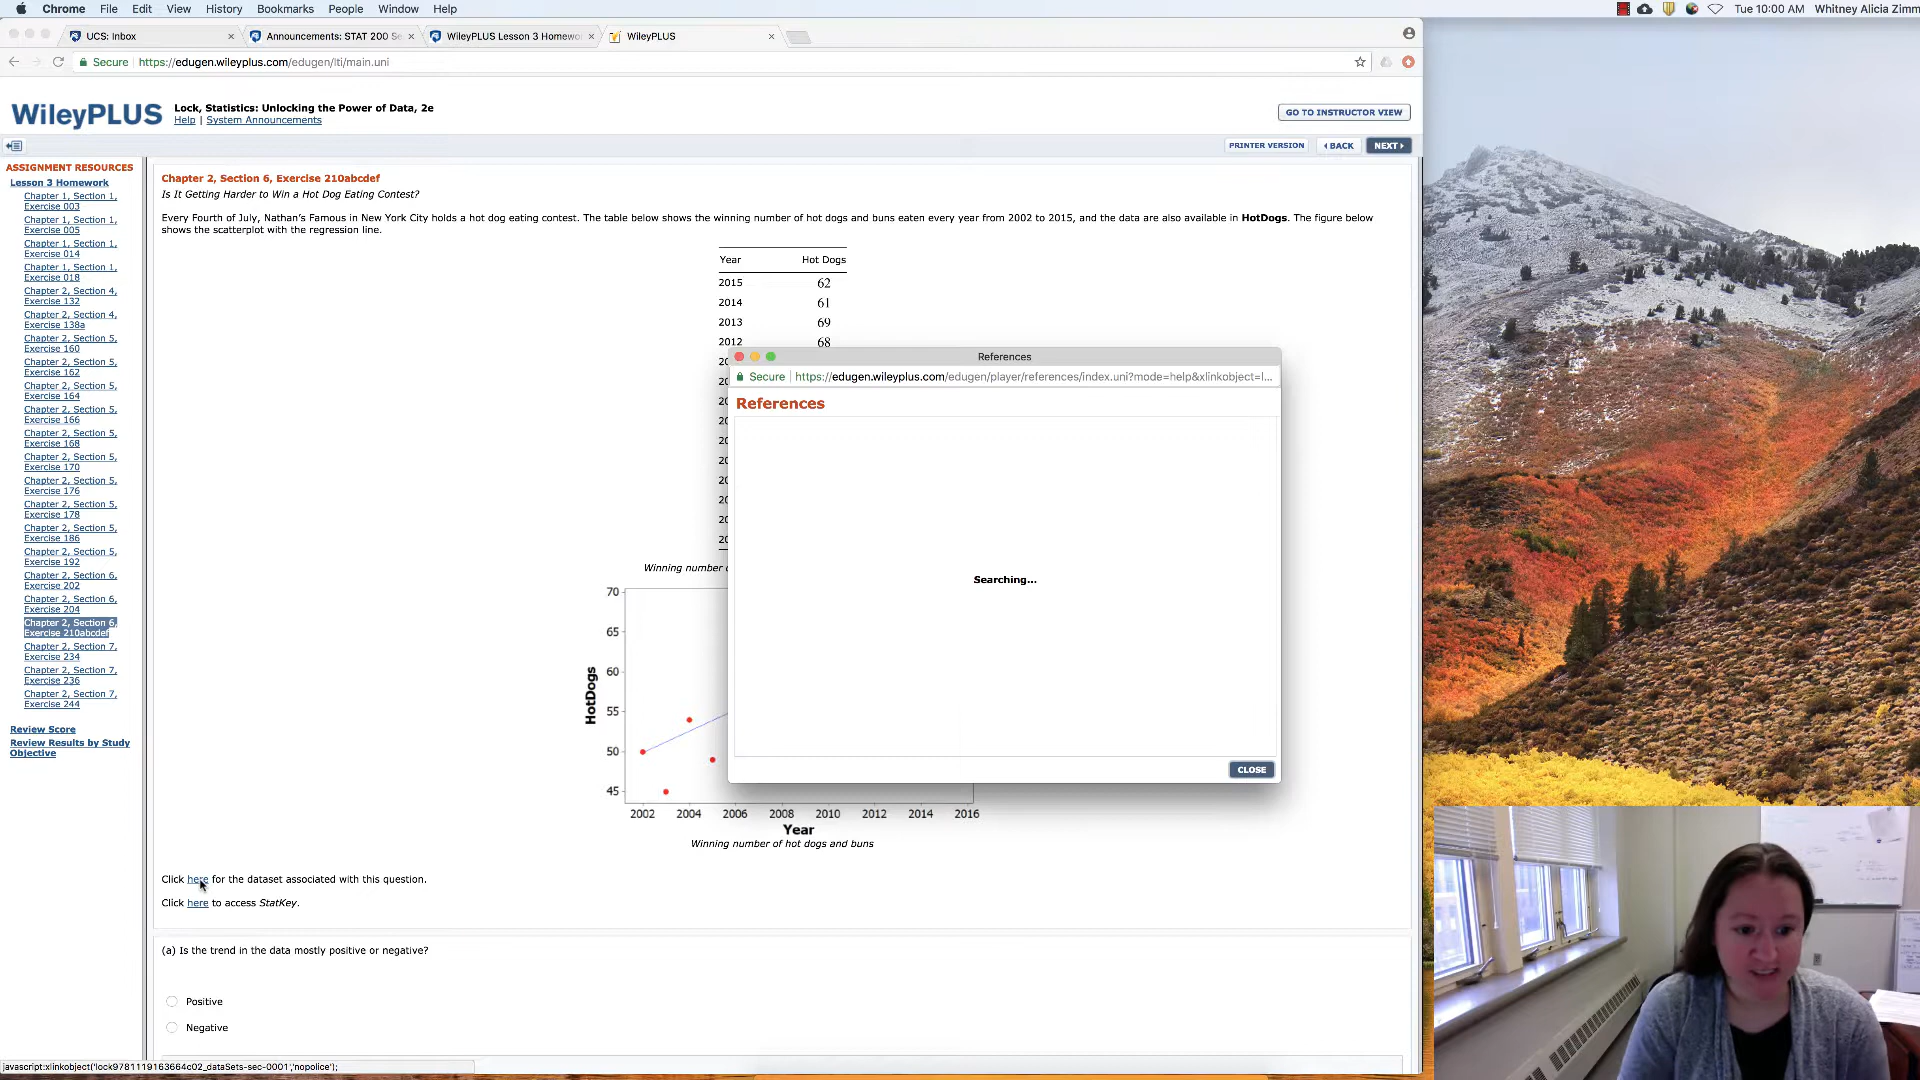 Chrome File Edit View History Bookmarks People Window Help
Tue 10:00 AM Whitney Alicia Zimm
UCS: Inbox
Announcements: STAT 200 Se
WileyPLUS Lesson 3 Homewo
WileyPLUS
Secure https://edugen.wileyplus.com/edugen/lti/main.uni
WileyPLUS
Lock, Statistics: Unlocking the Power of Data, 2e
Help | System Announcements
GO TO INSTRUCTOR VIEW
PRINTER VERSION
BACK
NEXT
ASSIGNMENT RESOURCES
Lesson 3 Homework
Chapter 1, Section 1,
Exercise 003
Chapter 1, Section 1,
Exercise 005
Chapter 1, Section 1,
Exercise 014
Chapter 1, Section 1,
Exercise 018
Chapter 2, Section 4,
Exercise 132
Chapter 2, Section 4,
Exercise 138a
Chapter 2, Section 5,
Exercise 160
Chapter 2, Section 5,
Exercise 162
Chapter 2, Section 5,
Exercise 164
Chapter 2, Section 5,
Exercise 166
Chapter 2, Section 5,
Exercise 168
Chapter 2, Section 5,
Exercise 170
Chapter 2, Section 5,
Exercise 176
Chapter 2, Section 5,
Exercise 178
Chapter 2, Section 5,
Exercise 186
Chapter 2, Section 5,
Exercise 192
Chapter 2, Section 6,
Exercise 202
Chapter 2, Section 6,
Exercise 204
Chapter 2, Section 6,
Exercise 210abcdef
Chapter 2, Section 7,
Exercise 234
Chapter 2, Section 7,
Exercise 236
Chapter 2, Section 7,
Exercise 244
Review Score
Review Results by Study
Objective
Chapter 2, Section 6, Exercise 210abcdef
Is It Getting Harder to Win a Hot Dog Eating Contest?
Every Fourth of July, Nathan's Famous in New York City holds a hot dog eating contest. The table below shows the winning number of hot dogs and buns eaten every year from 2002 to 2015, and the data are also available in HotDogs. The figure below
shows the scatterplot with the regression line.
Year Hot Dogs
2015 62
2014 61
2013 69
2012 68
20
20
20
20
20
20
20
20
20
20
Winning number o
References
Secure https://edugen.wileyplus.com/edugen/player/references/index.uni?mode=help&xlinkobject=l...
References
Searching...
CLOSE
70
65
60
55
50
45
HotDogs
2002 2004 2006 2008 2010 2012 2014 2016
Year
Winning number of hot dogs and buns
Click here for the dataset associated with this question.
Click here to access StatKey.
(a) Is the trend in the data mostly positive or negative?
Positive
Negative
javascript:xlinkobject('lock9781119163664c02_dataSets-sec-0001','nopolice');